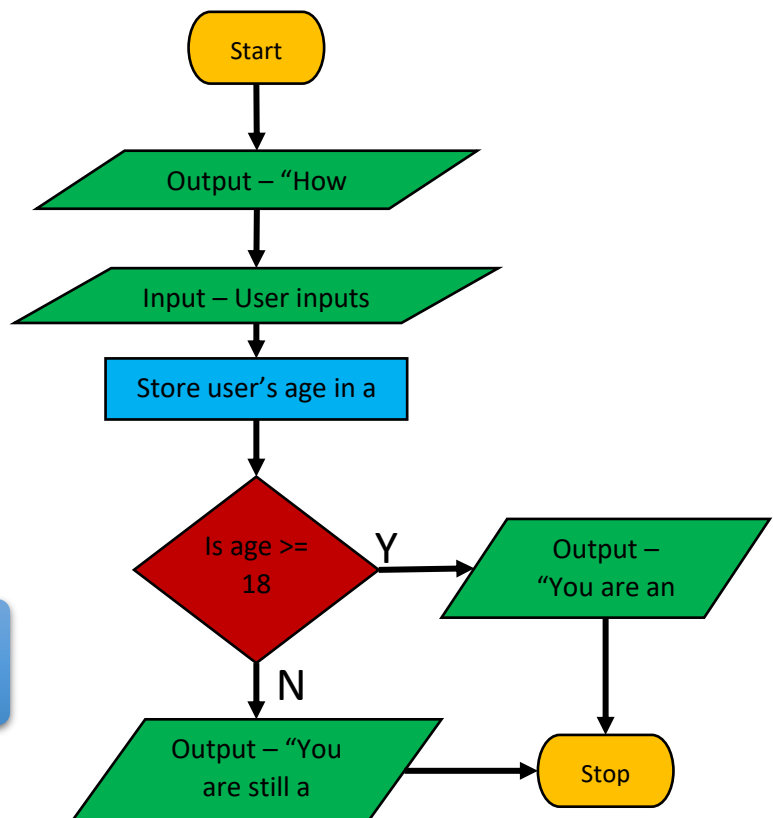 Start
Output – “How
Input – User inputs
Store user’s age in a
Is age >=
18
Y
Output –
“You are an
N
Output – “You
are still a
Stop